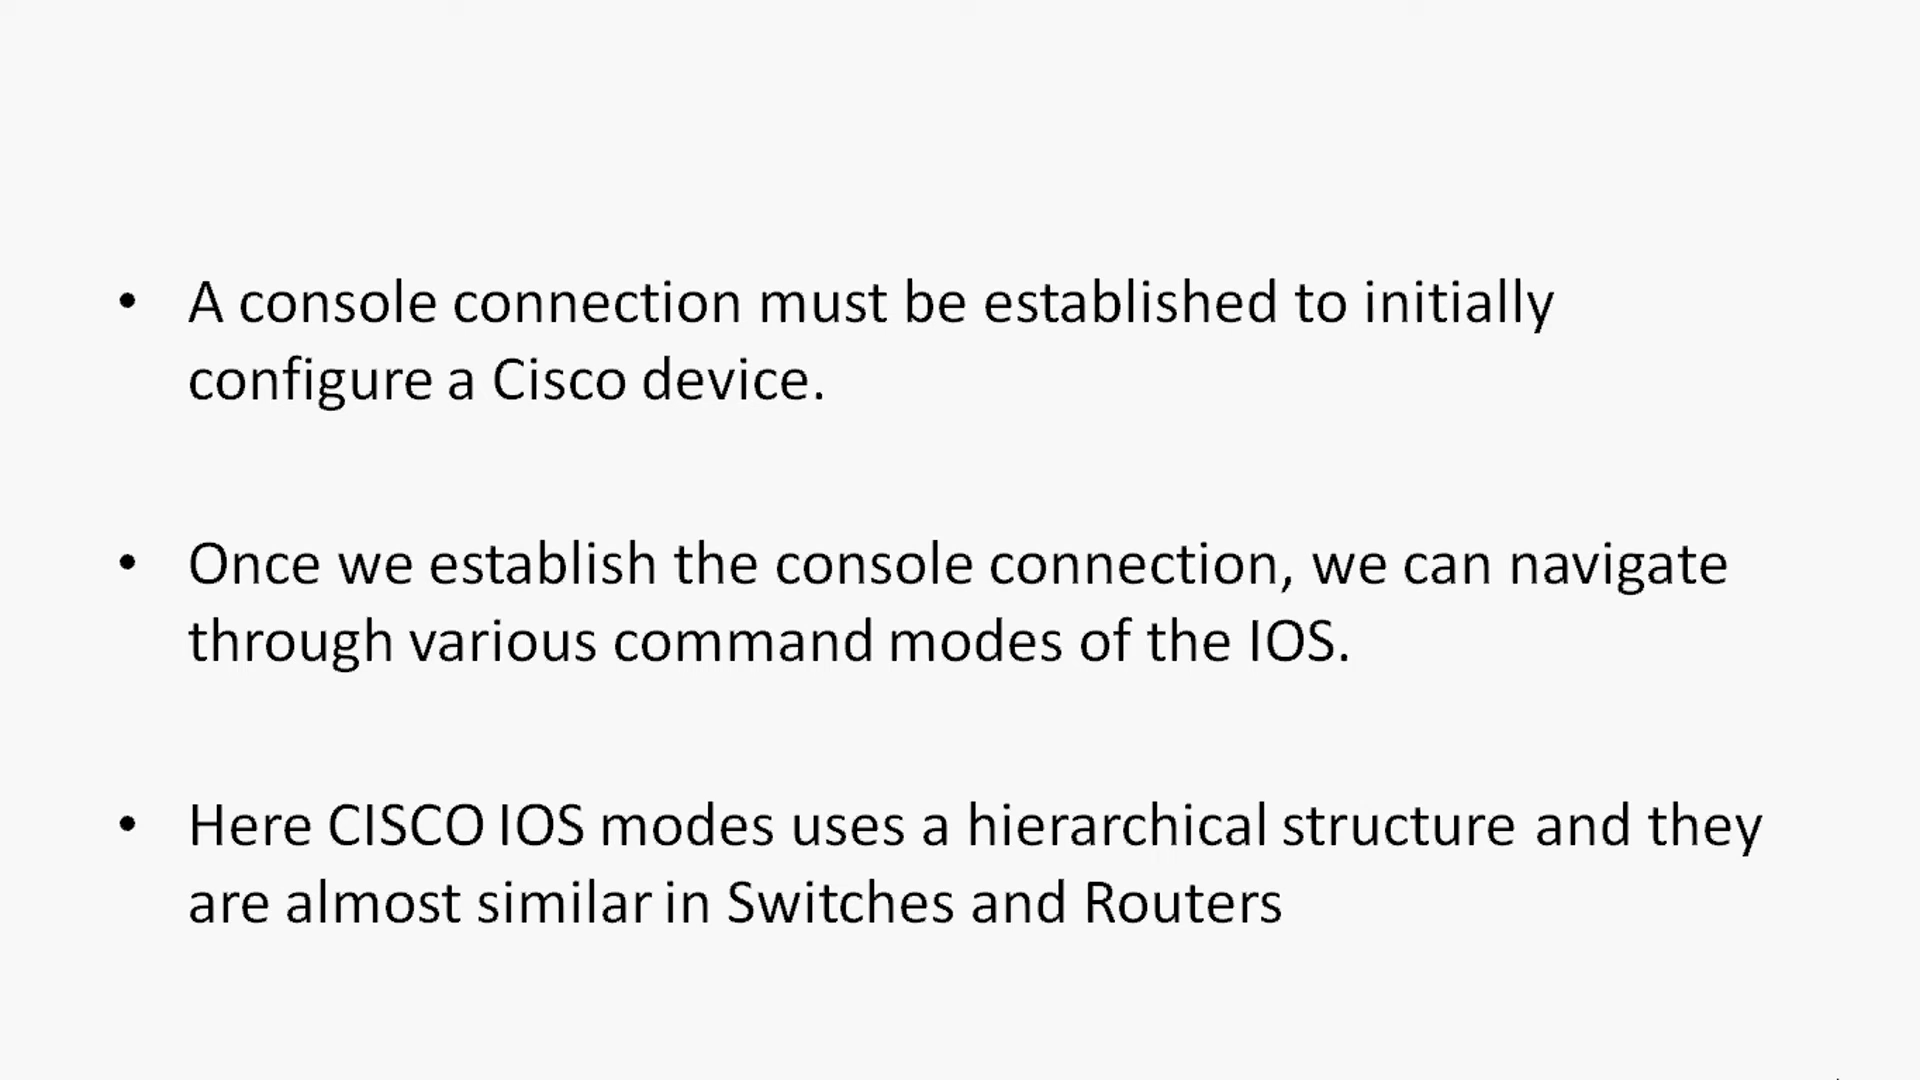 • A console connection must be established to initially
configure a Cisco device.
• Once we establish the console connection, we can navigate
through various command modes of the IOS.
• Here CISCO IOS modes uses a hierarchical structure and they
are almost similar in Switches and Routers